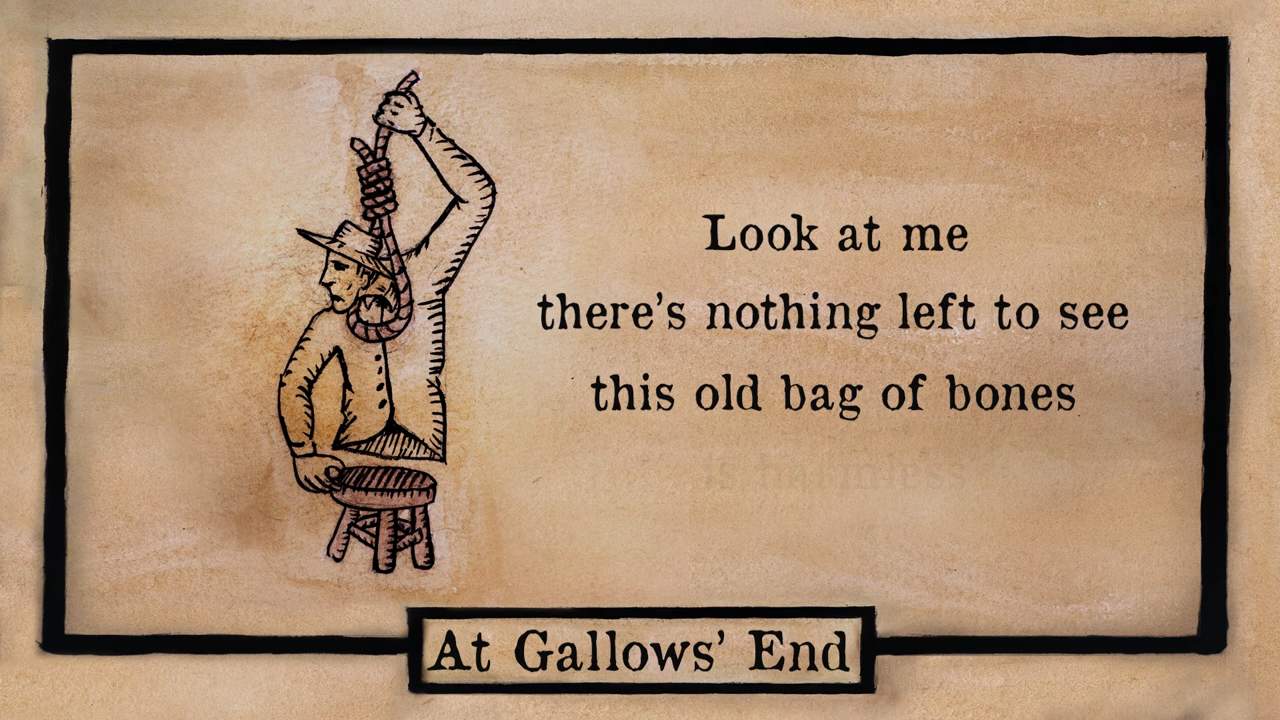 Look at me
there's nothing left to see
this old bag of bones
At Gallows' End